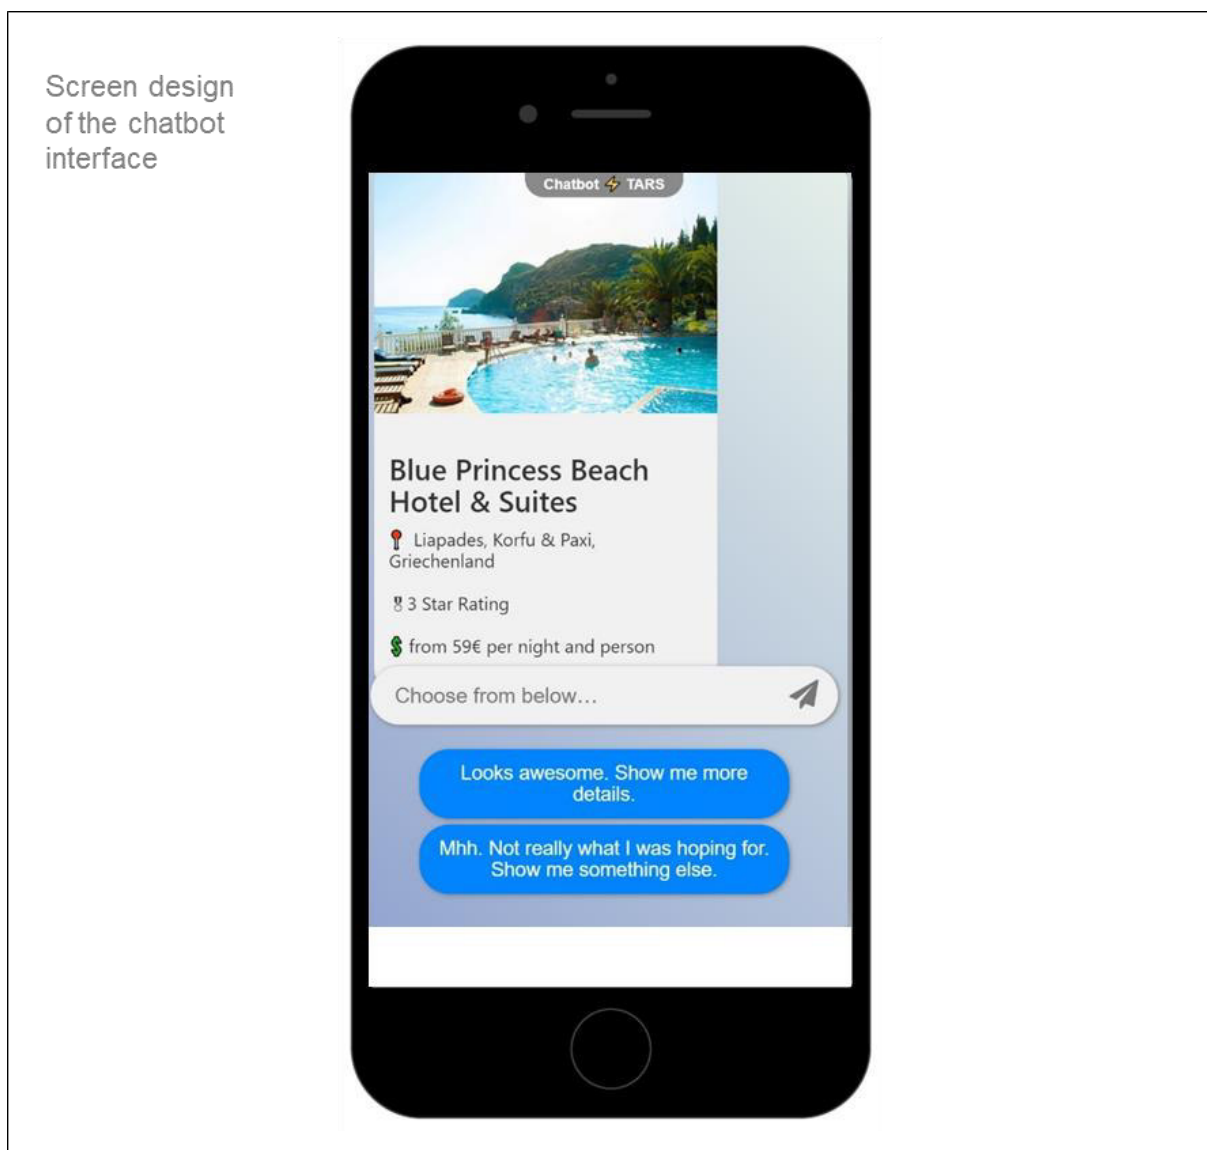 Screen design
of the chatbot
interface
Chatbot ⚡ TARS
Blue Princess Beach
Hotel & Suites
Liapades, Korfu & Paxi,
Griechenland
3 Star Rating
from 59€ per night and person
Choose from below...
Looks awesome. Show me more
details.
Mhh. Not really what I was hoping for.
Show me something else.